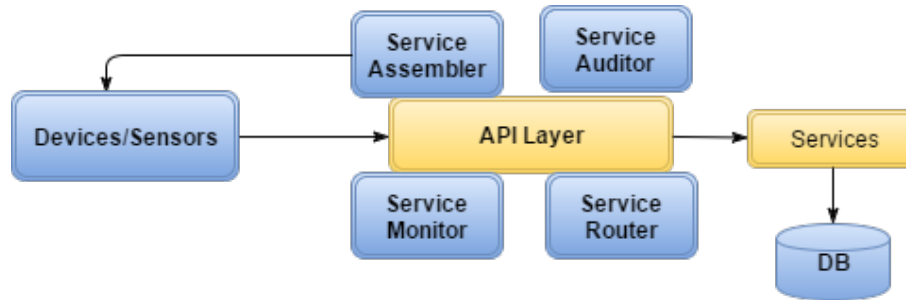 Service
Assembler
Service
Auditor
Devices/Sensors
API Layer
Services
Service
Monitor
Service
Router
DB